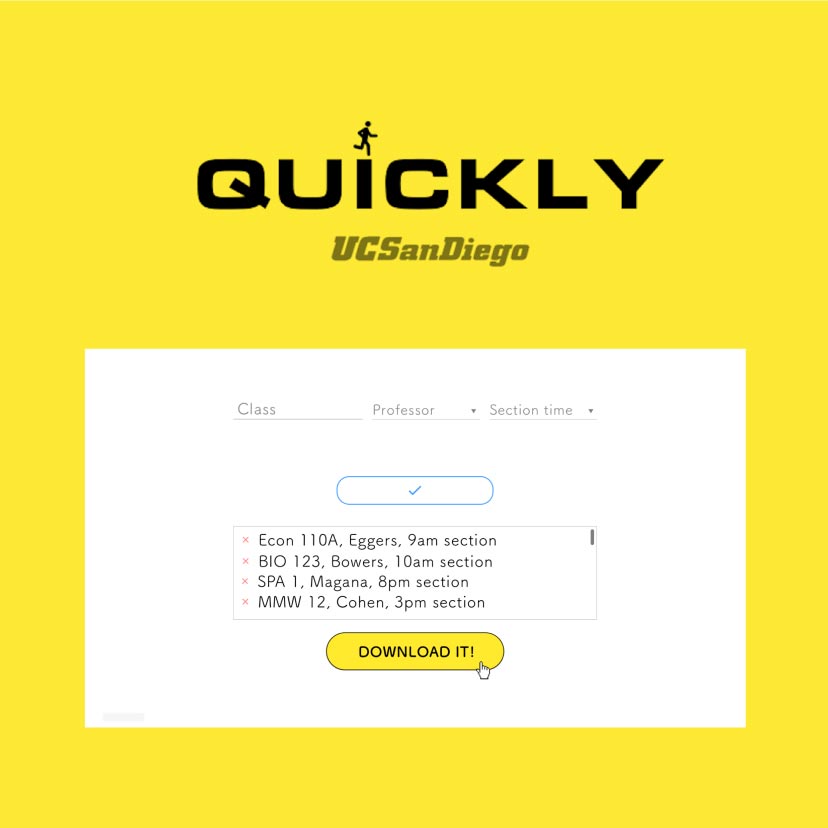 QUICKLY
UCSanDiego
Class Professor Section time
Econ 110A, Eggers, 9am section
BIO 123, Bowers, 10am section
SPA 1, Magana, 8pm section
MMW 12, Cohen, 3pm section
DOWNLOAD IT!